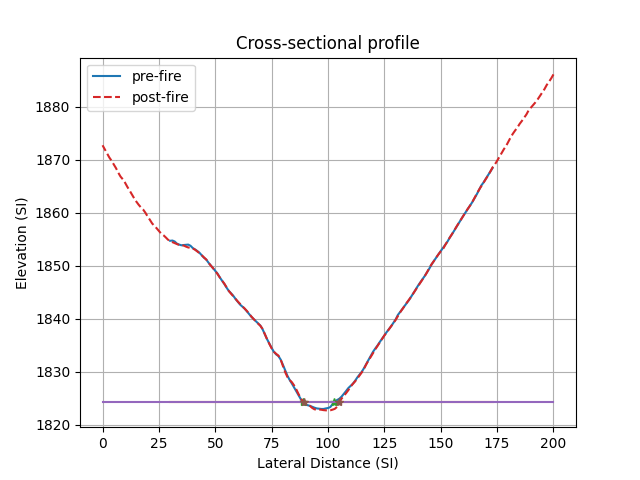 Cross-sectional profile
pre-fire
post-fire
1880
1870
1860
1850
1840
1830
1820
Elevation (SI)
0 25 50 75 100 125 150 175 200
Lateral Distance (SI)